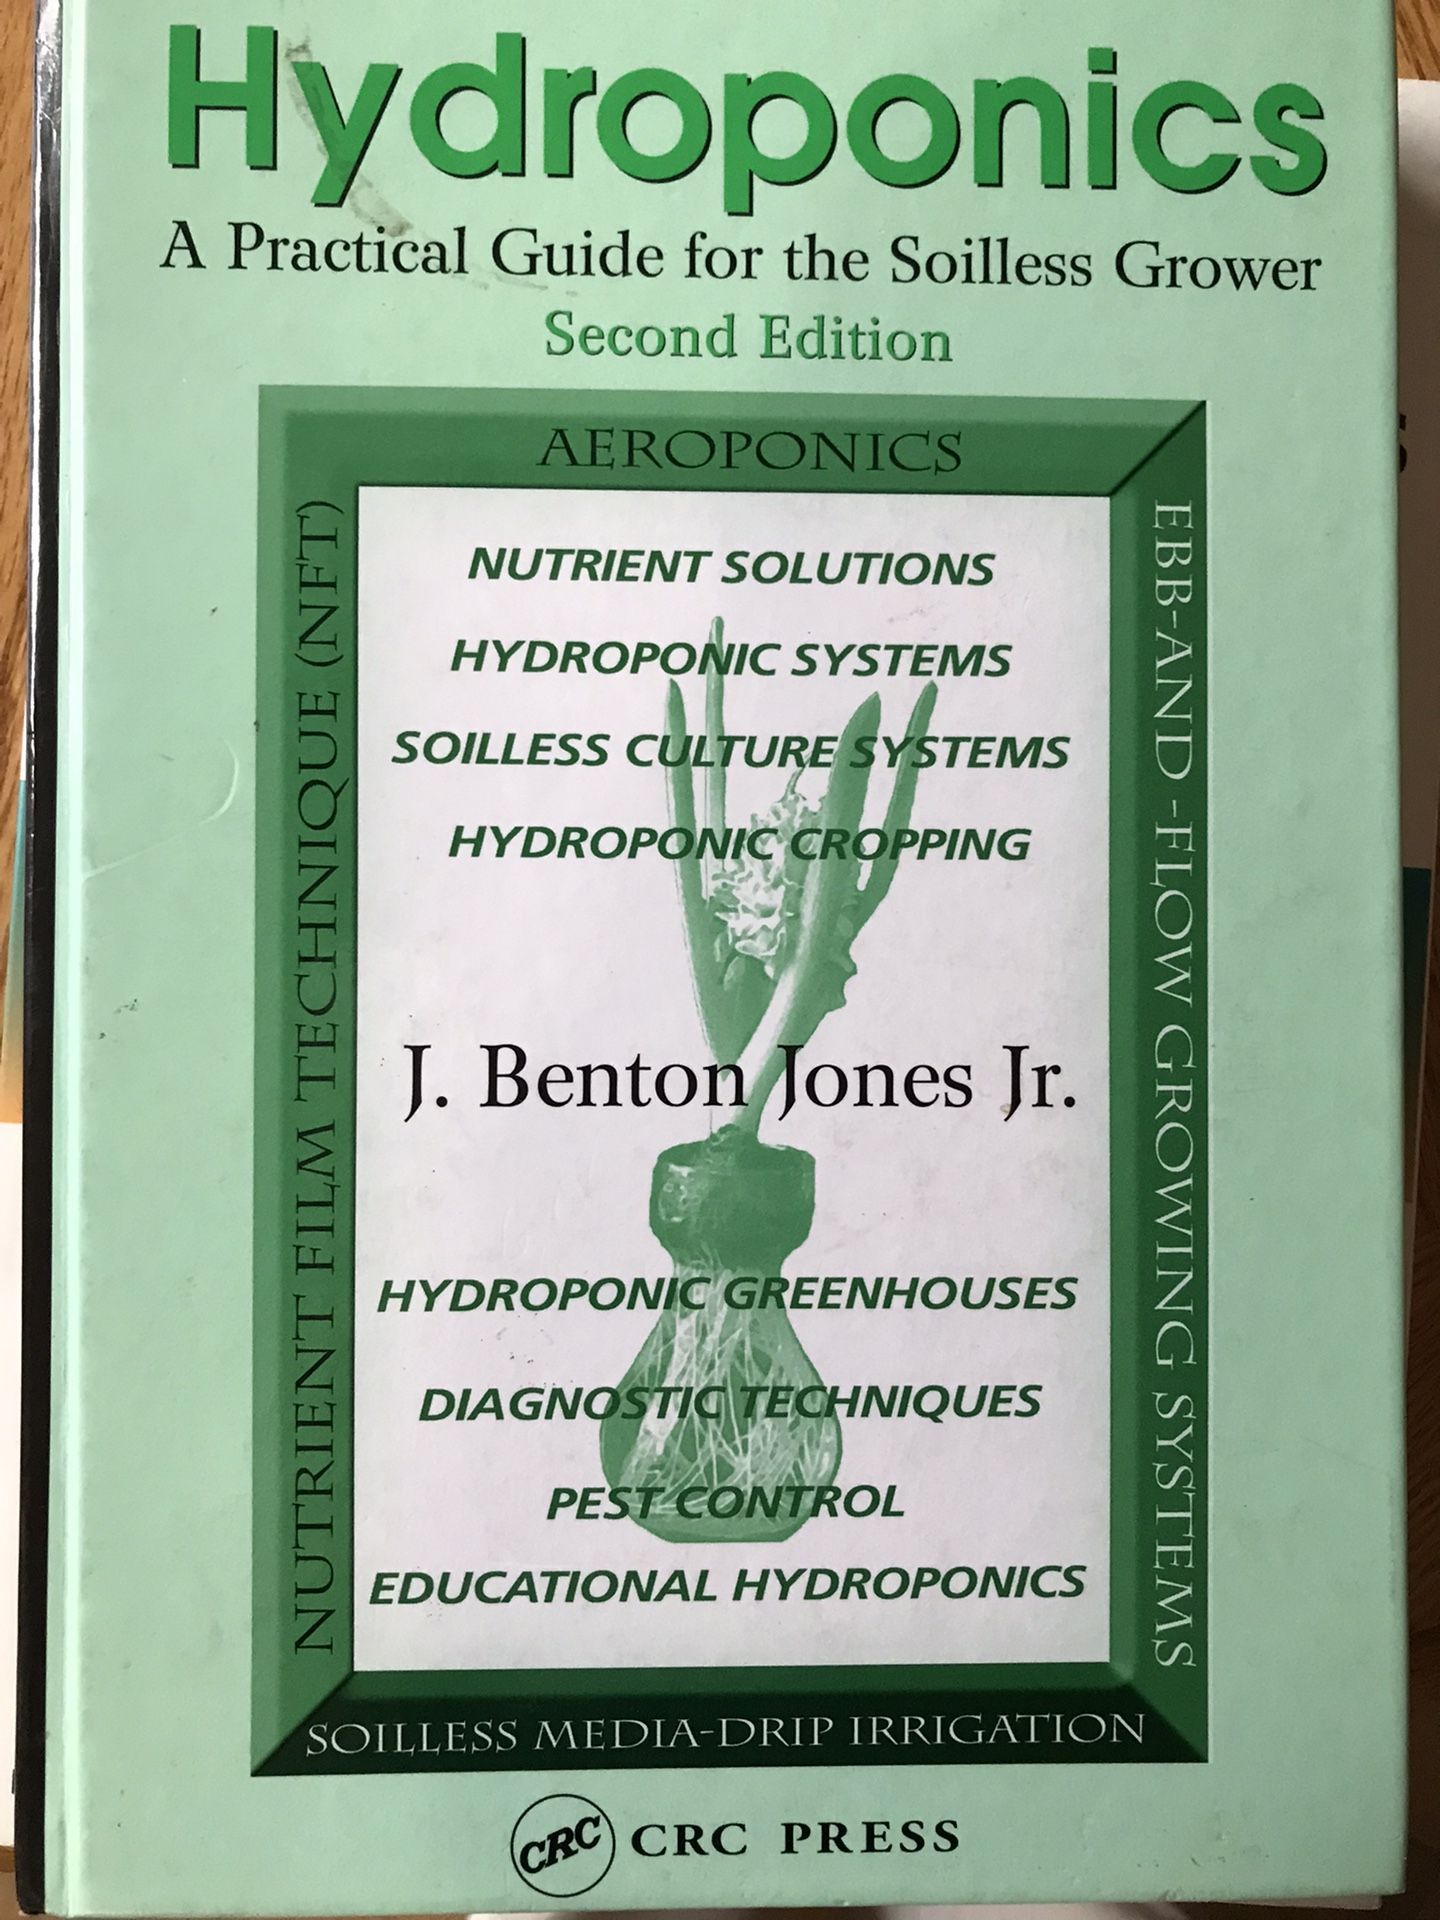 Hydroponics
A Practical Guide for the Soilless Grower
Second Edition
AEROPONICS
NUTRIENT FILM TECHNIQUE (NFT)
EBB-AND-FLOW GROWING SYSTEMS
NUTRIENT SOLUTIONS
HYDROPONIC SYSTEMS
SOILLESS CULTURE SYSTEMS
HYDROPONIC CROPPING
J. Benton Jones Jr.
HYDROPONIC GREENHOUSES
DIAGNOSTIC TECHNIQUES
PEST CONTROL
EDUCATIONAL HYDROPONICS
SOILLESS MEDIA-DRIP IRRIGATION
CRC CRC PRESS